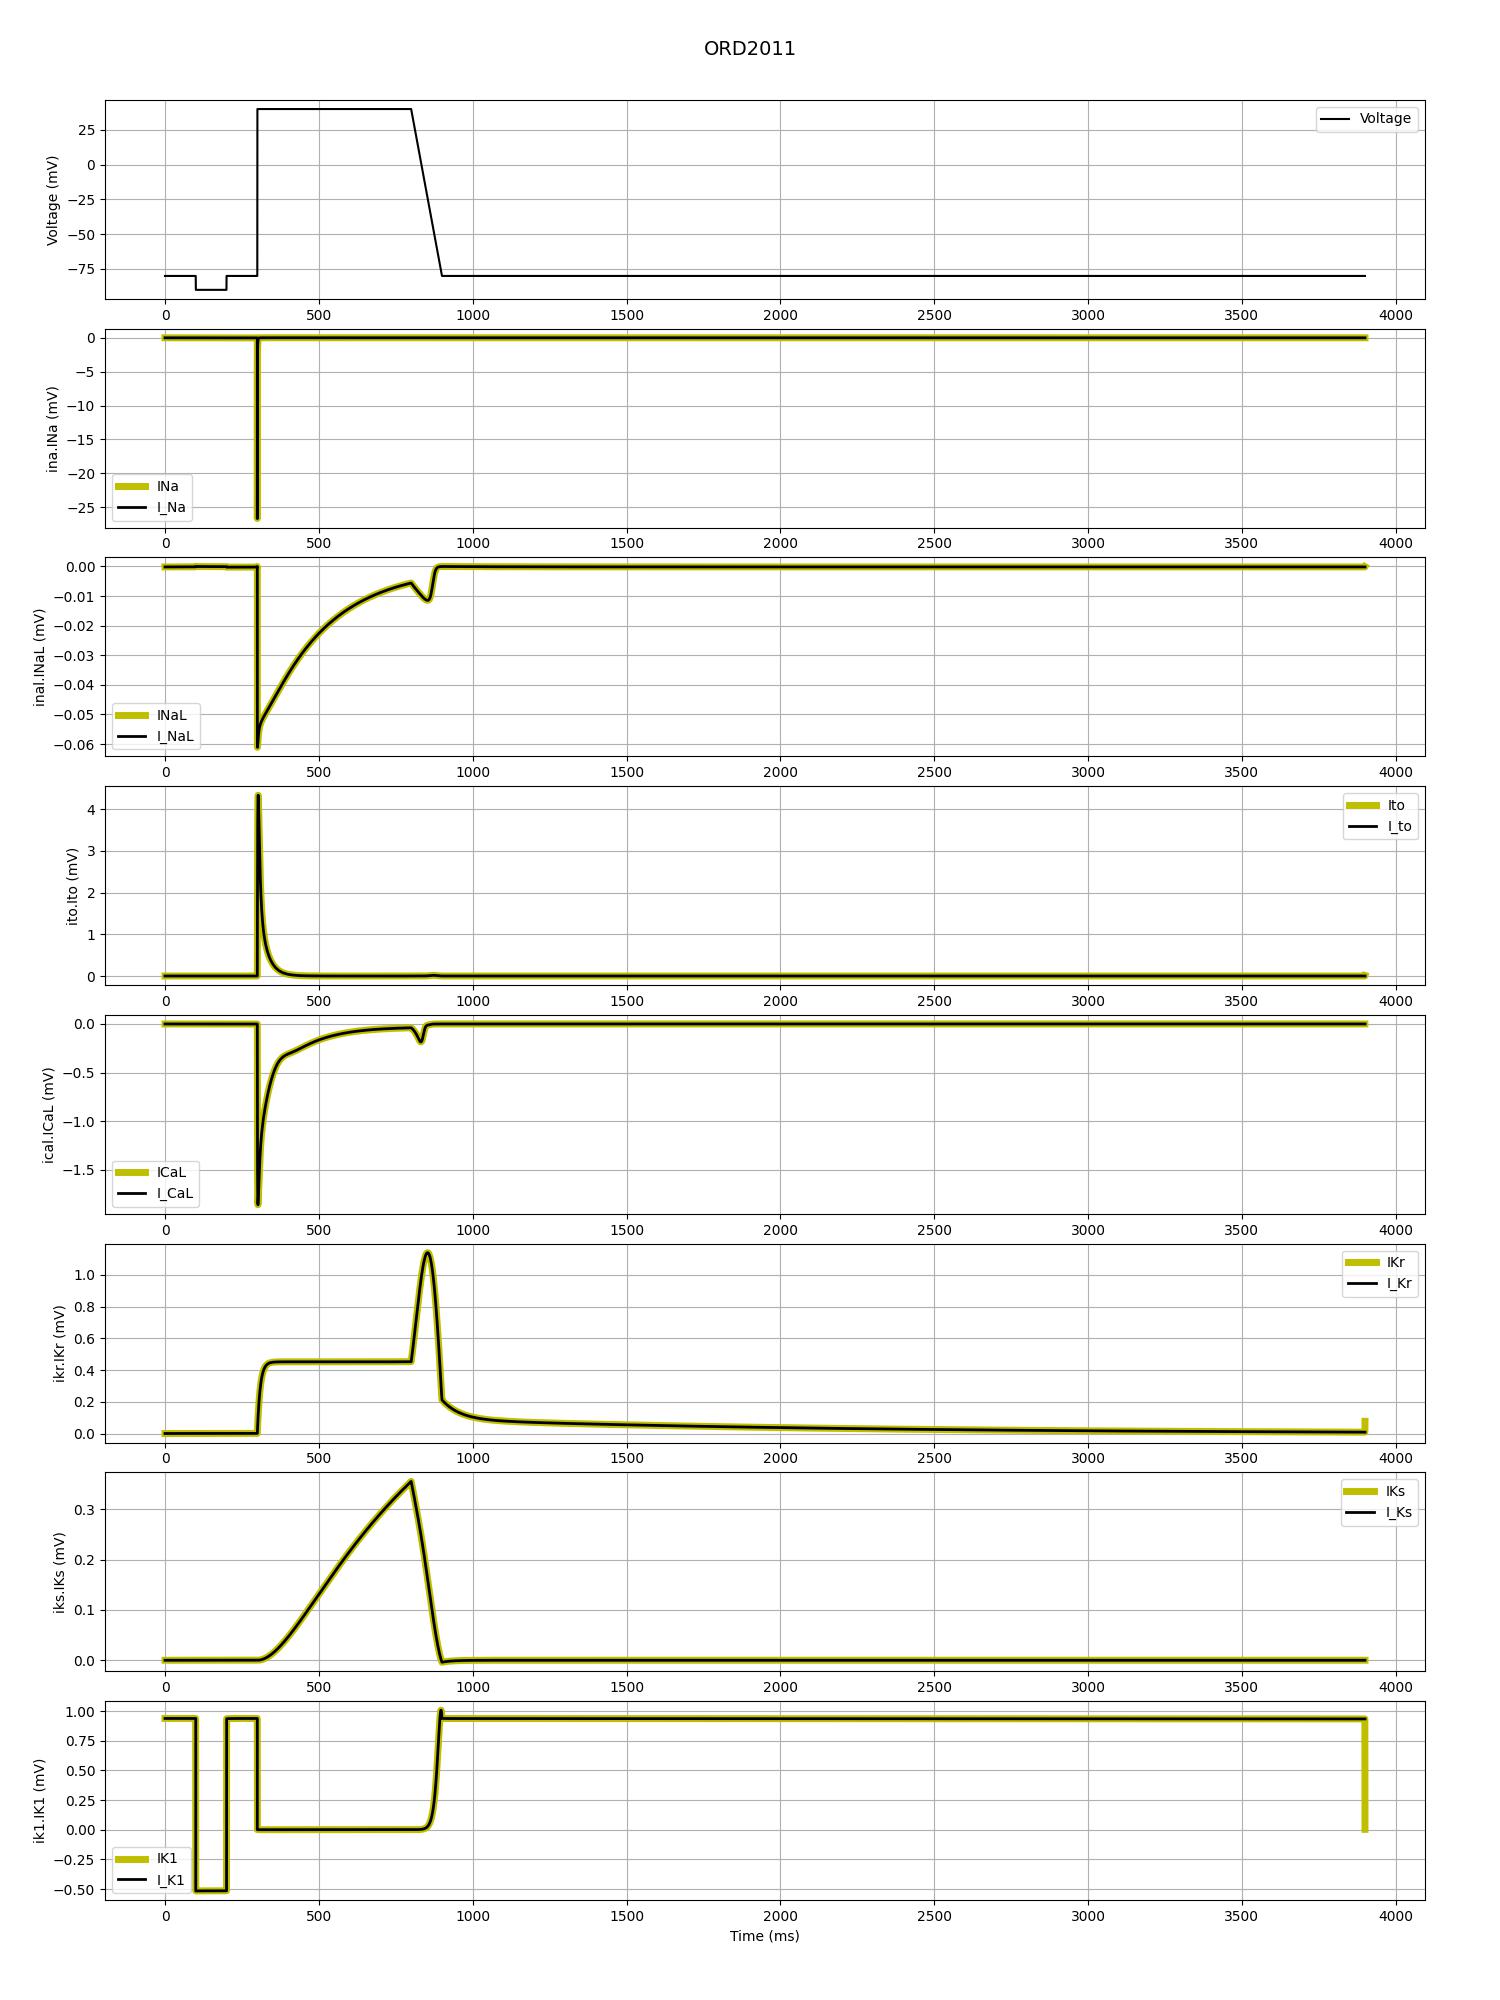 ORD2011
Voltage (mV)
25
0
−25
−50
−75
Voltage
0 500 1000 1500 2000 2500 3000 3500 4000
ina.INa (mV)
0
−5
−10
−15
−20
−25
INa
I_Na
0 500 1000 1500 2000 2500 3000 3500 4000
inal.INaL (mV)
0.00
−0.01
−0.02
−0.03
−0.04
−0.05
−0.06
INaL
I_NaL
0 500 1000 1500 2000 2500 3000 3500 4000
ito.Ito (mV)
4
3
2
1
0
Ito
I_to
0 500 1000 1500 2000 2500 3000 3500 4000
ical.ICaL (mV)
0.0
−0.5
−1.0
−1.5
ICaL
I_CaL
0 500 1000 1500 2000 2500 3000 3500 4000
ikr.IKr (mV)
1.0
0.8
0.6
0.4
0.2
0.0
IKr
I_Kr
0 500 1000 1500 2000 2500 3000 3500 4000
iks.IKs (mV)
0.3
0.2
0.1
0.0
IKs
I_Ks
0 500 1000 1500 2000 2500 3000 3500 4000
ik1.IK1 (mV)
1.00
0.75
0.50
0.25
0.00
−0.25
−0.50
IK1
I_K1
0 500 1000 1500 2000 2500 3000 3500 4000
Time (ms)